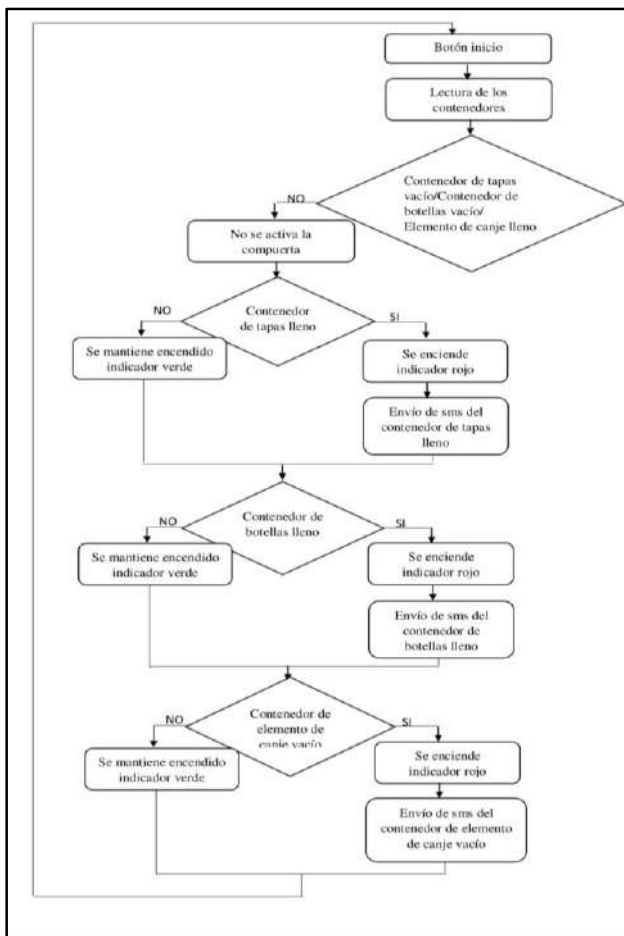 Botón inicio
Lectura de los
contenedores
Contenedor de tapas
vacío/Contenedor de
botellas vacío/
Elemento de canje lleno
NO
No se activa la
compuerta
Contenedor
de tapas lleno
NO
SI
Se mantiene encendido
indicador verde
Se enciende
indicador rojo
Envío de sms del
contenedor de tapas
lleno
Contenedor de
botellas lleno
NO
SI
Se mantiene encendido
indicador verde
Se enciende
indicador rojo
Envío de sms del
contenedor de
botellas lleno
Contenedor de
elemento de
canje vacío
NO
SI
Se mantiene encendido
indicador verde
Se enciende
indicador rojo
Envío de sms del
contenedor de elemento
de canje vacío